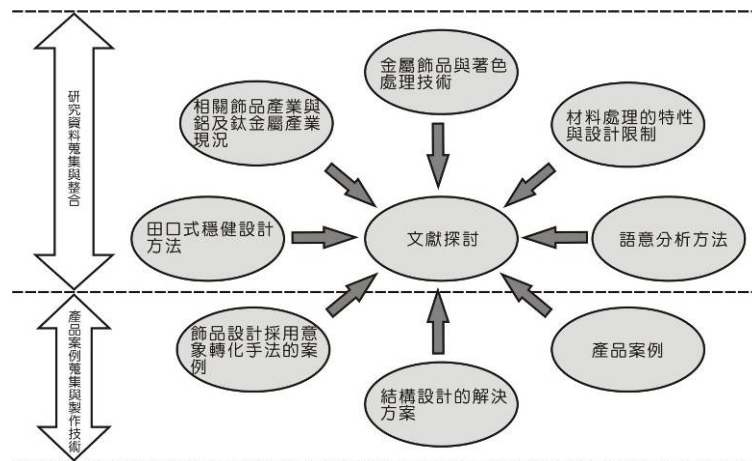 研究資料蒐集與整合
金屬飾品與著色
處理技術
相關飾品產業與
鋁及鈦金屬產業
現況
材料處理的特性
與設計限制
田口式穩健設計
方法
文獻探討
語意分析方法
產品案例蒐集與製作技術
飾品設計採用意
象轉化手法的案
例
結構設計的解決
方案
產品案例